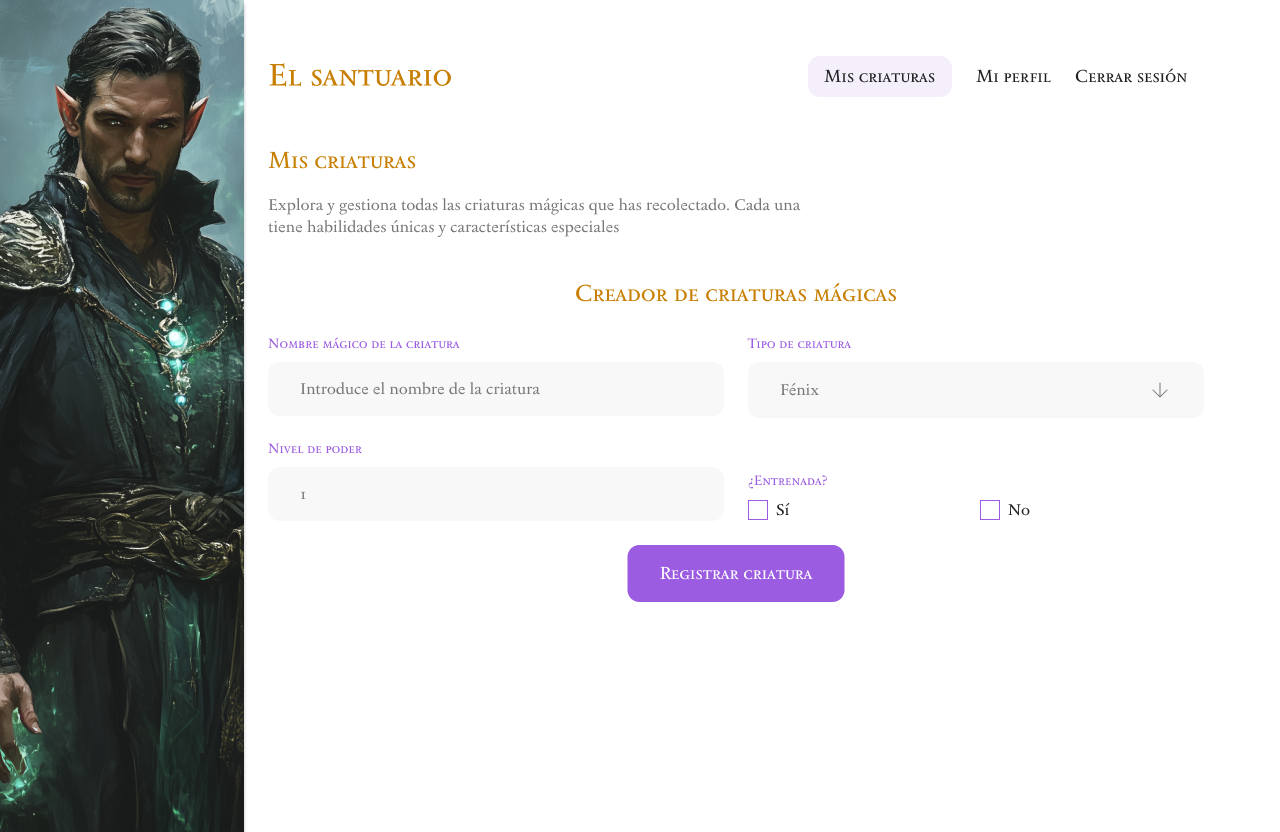 El santuario
Mis criaturas
Mi perfil
Cerrar sesión
Mis criaturas
Explora y gestiona todas las criaturas mágicas que has recolectado. Cada una
tiene habilidades únicas y características especiales
Creador de criaturas mágicas
Nombre mágico de la criatura
Tipo de criatura
Introduce el nombre de la criatura
Fénix
Nivel de poder
1
¿Entrenada?
Sí
No
Registrar criatura